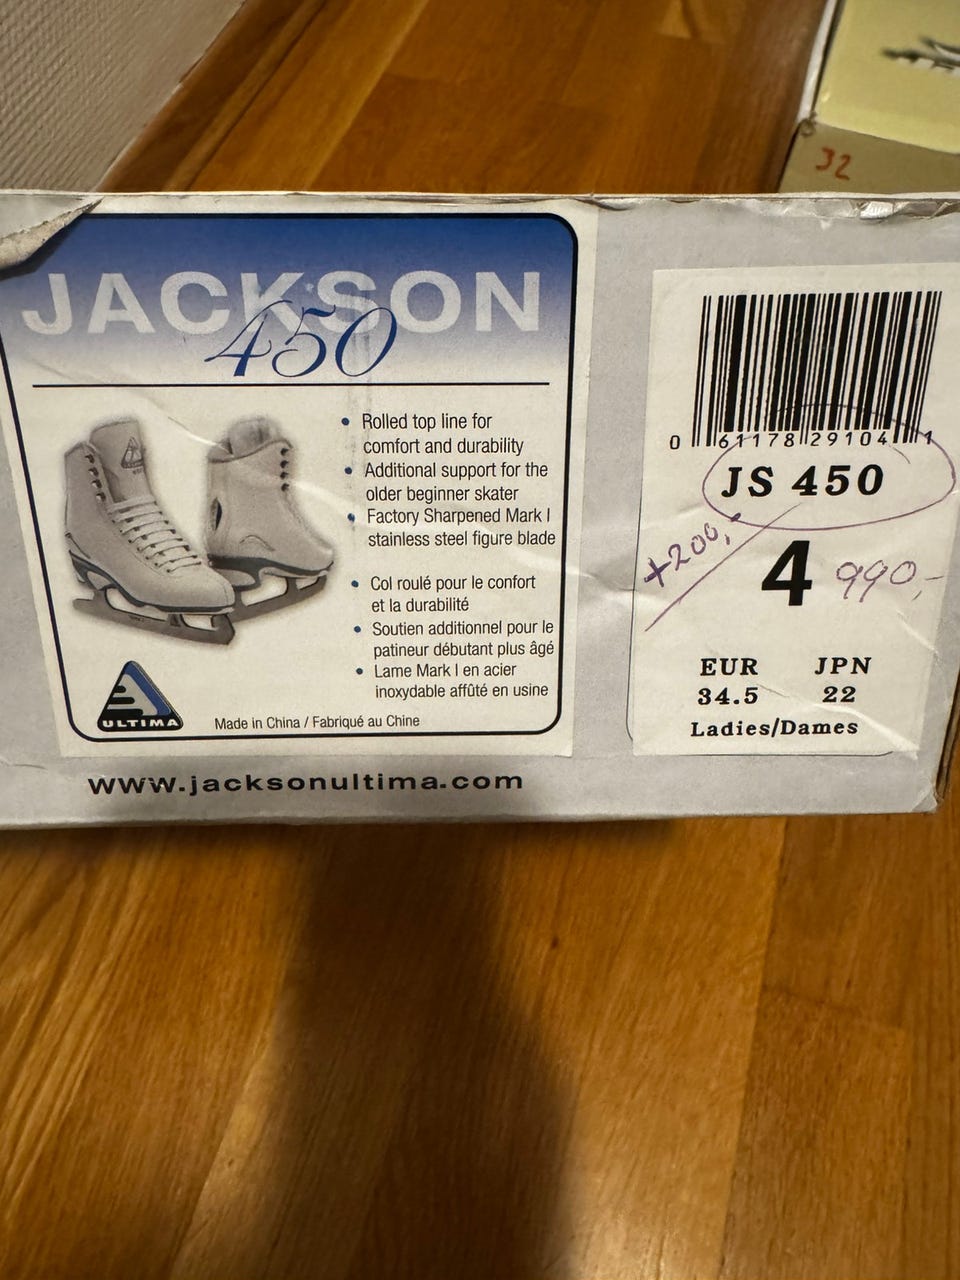 32
JACKSON
450
• Rolled top line for
comfort and durability
• Additional support for the
older beginner skater
• Factory Sharpened Mark I
stainless steel figure blade
• Col roulé pour le confort
et la durabilité
• Soutien additionnel pour le
patineur débutant plus âgé
• Lame Mark I en acier
inoxydable affûté en usine
ULTIMA
Made in China / Fabriqué au Chine
www.jacksonultima.com
0 61178 29104 1
JS 450
+200,-
4 990,-
EUR JPN
34.5 22
Ladies/Dames